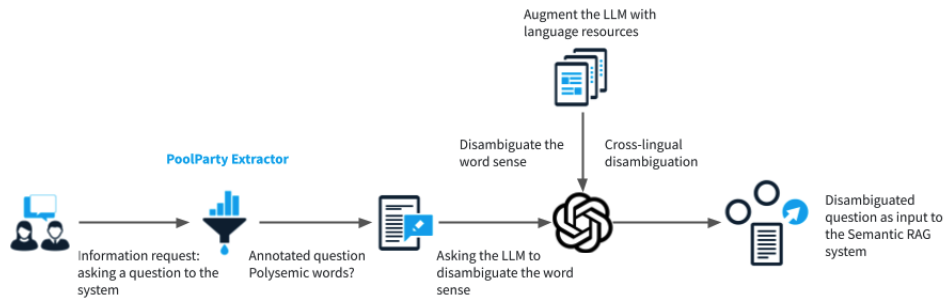 Augment the LLM with
language resources
Disambiguate the
word sense
Cross-lingual
disambiguation
PoolParty Extractor
Information request:
asking a question to the
system
Annotated question
Polysemic words?
Asking the LLM to
disambiguate the word
sense
Disambiguated
question as input to
the Semantic RAG
system